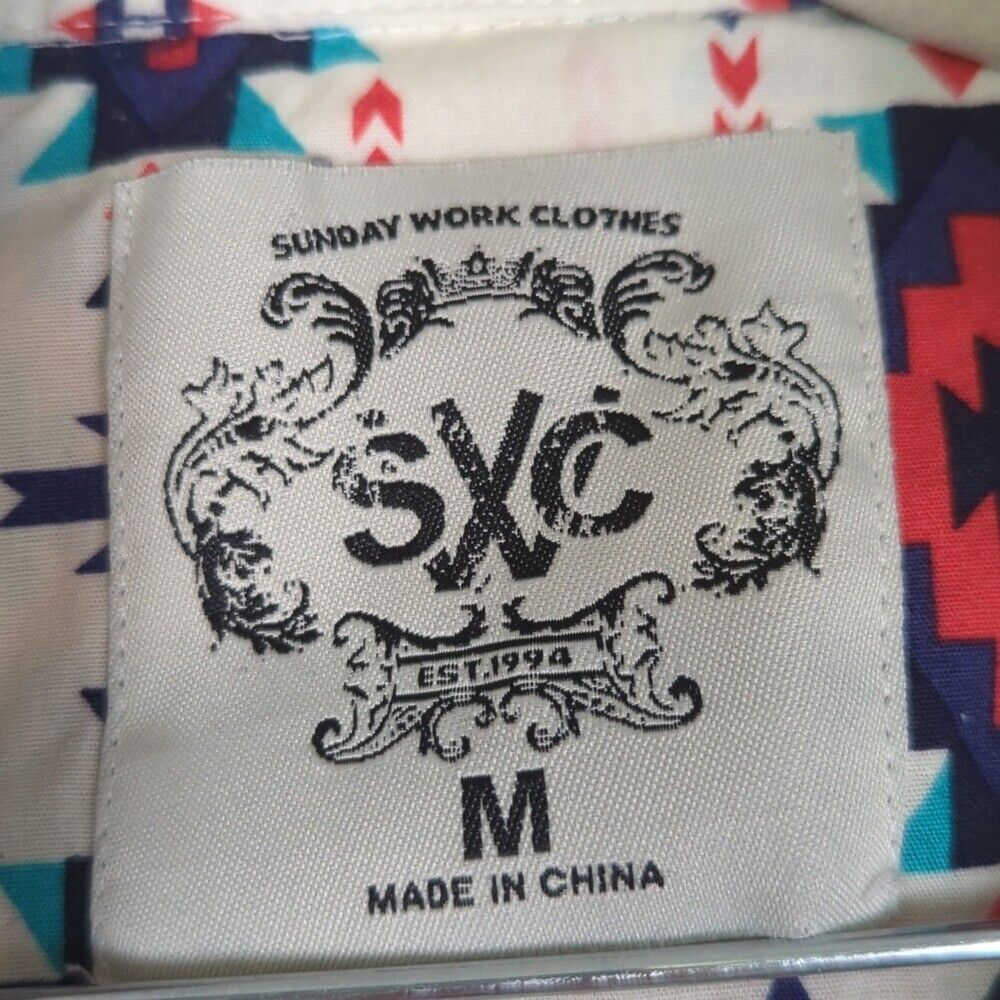 SUNDAY WORK CLOTHES
SXC
EST.1994
M
MADE IN CHINA